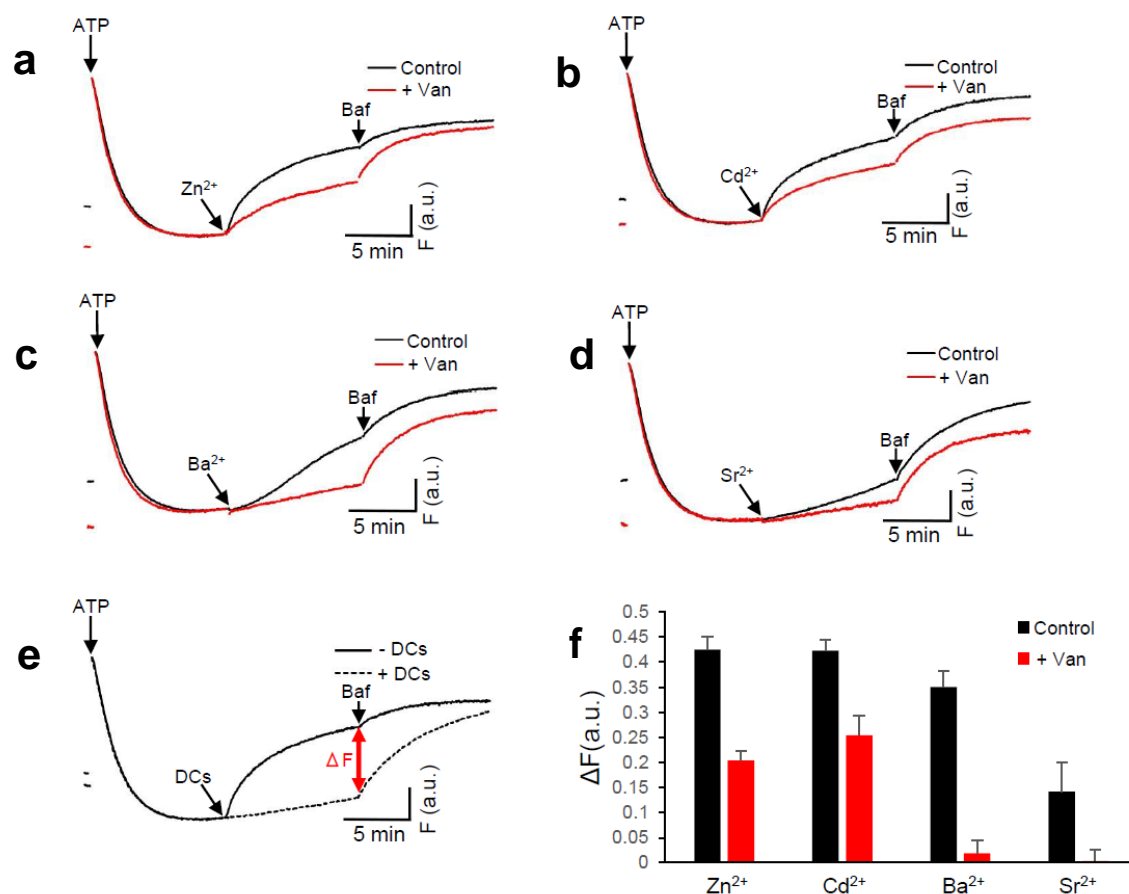 a
ATP
Control
+ Van
Baf
Zn²⁺
5 min
F (a.u.)
b
ATP
Control
+ Van
Baf
Cd²⁺
5 min
F (a.u.)
c
ATP
Control
+ Van
Baf
Ba²⁺
5 min
F (a.u.)
d
ATP
Control
+ Van
Baf
Sr²⁺
5 min
F (a.u.)
e
ATP
- DCs
+ DCs
Baf
ΔF
DCs
5 min
F (a.u.)
f
Control
+ Van
ΔF(a.u.)
0.5
0.45
0.4
0.35
0.3
0.25
0.2
0.15
0.1
0.05
0
Zn²⁺ Cd²⁺ Ba²⁺ Sr²⁺